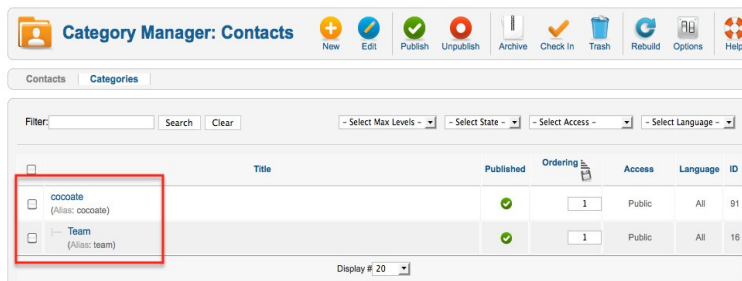 Category Manager: Contacts
New Edit Publish Unpublish Archive Check In Trash Rebuild Options Help
Contacts Categories
Filter: Search Clear - Select Max Levels - - Select State - - Select Access - - Select Language -
Title Published Ordering Access Language ID
cocoate
(Alias: cocoate) 1 Public All 91
Team
(Alias: team) 1 Public All 16
Display # 20